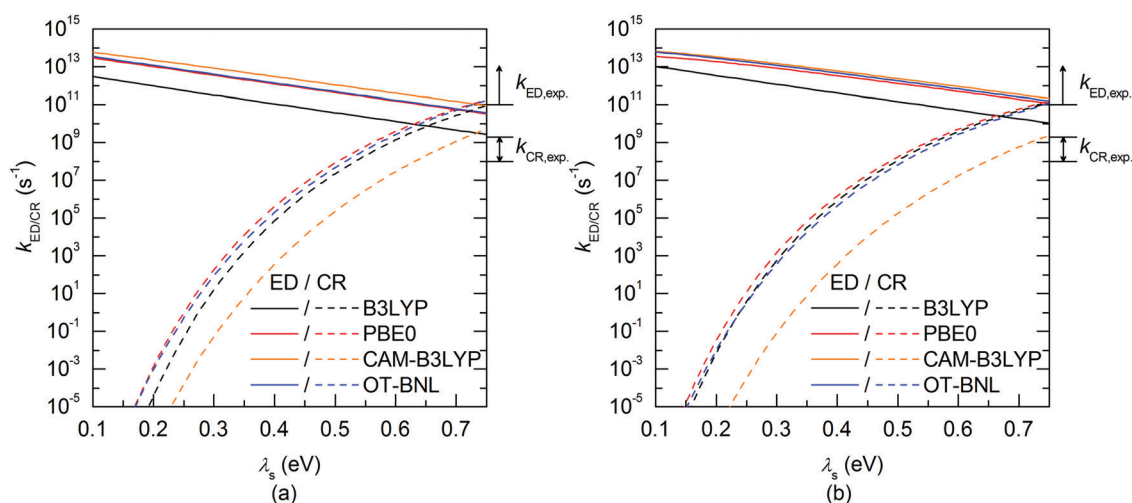 10^15
10^13
10^11
10^9
10^7
10^5
10^3
10^1
10^-1
10^-3
10^-5
k_ED/CR (s^-1)
k_ED,exp.
k_CR,exp.
ED / CR
/ B3LYP
/ PBE0
/ CAM-B3LYP
/ OT-BNL
0.1 0.2 0.3 0.4 0.5 0.6 0.7
λ_s (eV)
(a)
10^15
10^13
10^11
10^9
10^7
10^5
10^3
10^1
10^-1
10^-3
10^-5
k_ED/CR (s^-1)
k_ED,exp.
k_CR,exp.
ED / CR
/ B3LYP
/ PBE0
/ CAM-B3LYP
/ OT-BNL
0.1 0.2 0.3 0.4 0.5 0.6 0.7
λ_s (eV)
(b)